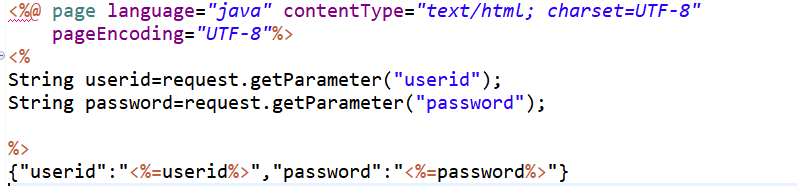 <%@ page language="java" contentType="text/html; charset=UTF-8"
    pageEncoding="UTF-8"%>
<%
String userid=request.getParameter("userid");
String password=request.getParameter("password");
%>
{"userid":"<%=userid%>","password":"<%=password%>"}